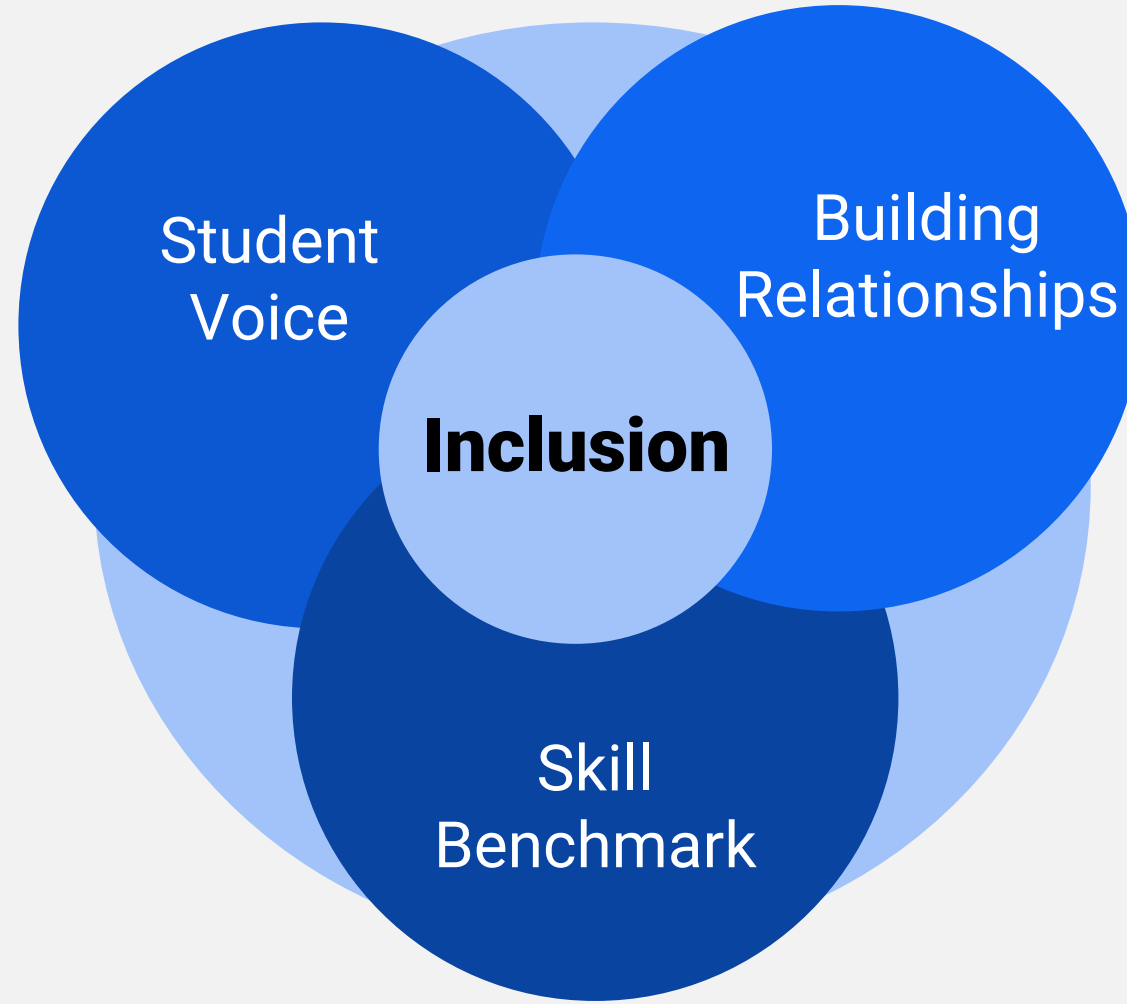 Student
Voice
Building
Relationships
Inclusion
Skill
Benchmark